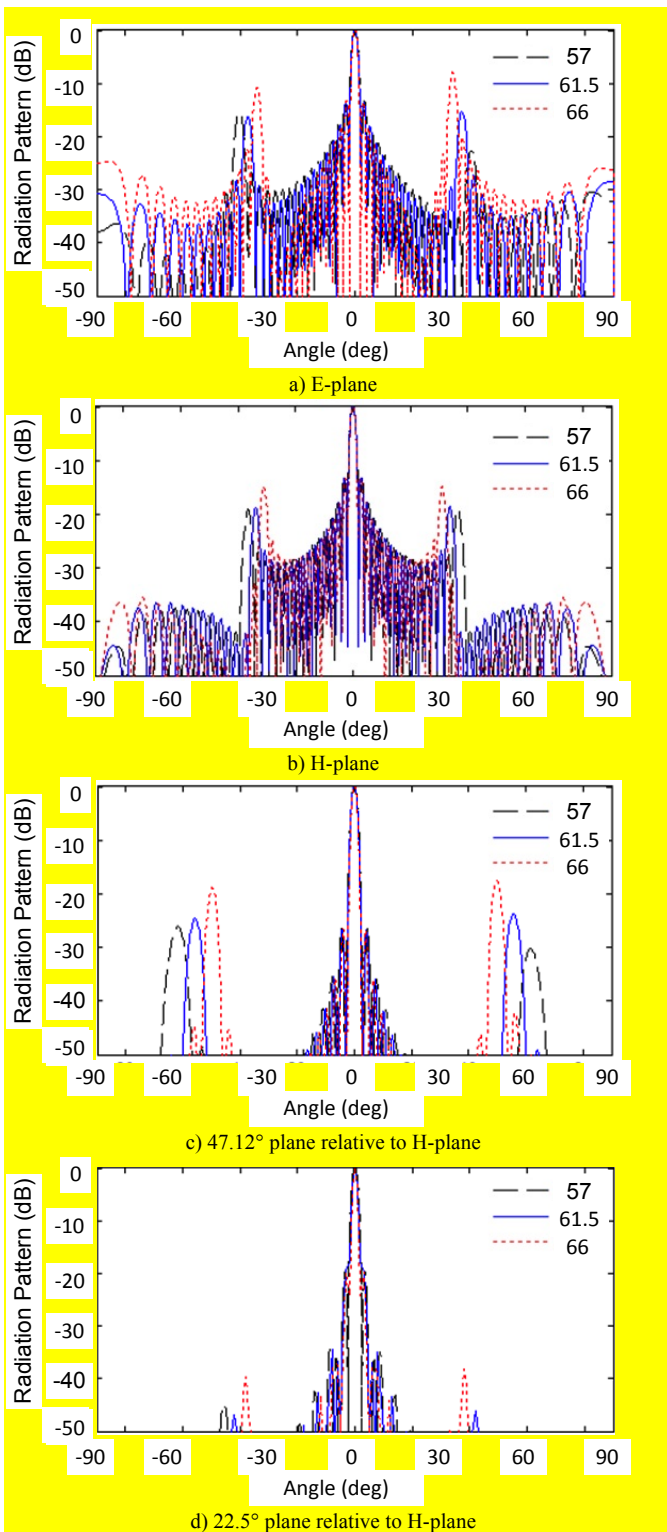 Radiation Pattern (dB)
0
-10
-20
-30
-40
-50
57
61.5
66
-90 -60 -30 0 30 60 90
Angle (deg)
a) E-plane
Radiation Pattern (dB)
0
-10
-20
-30
-40
-50
57
61.5
66
-90 -60 -30 0 30 60 90
Angle (deg)
b) H-plane
Radiation Pattern (dB)
0
-10
-20
-30
-40
-50
57
61.5
66
-90 -60 -30 0 30 60 90
Angle (deg)
c) 47.12° plane relative to H-plane
Radiation Pattern (dB)
0
-10
-20
-30
-40
-50
57
61.5
66
-90 -60 -30 0 30 60 90
Angle (deg)
d) 22.5° plane relative to H-plane